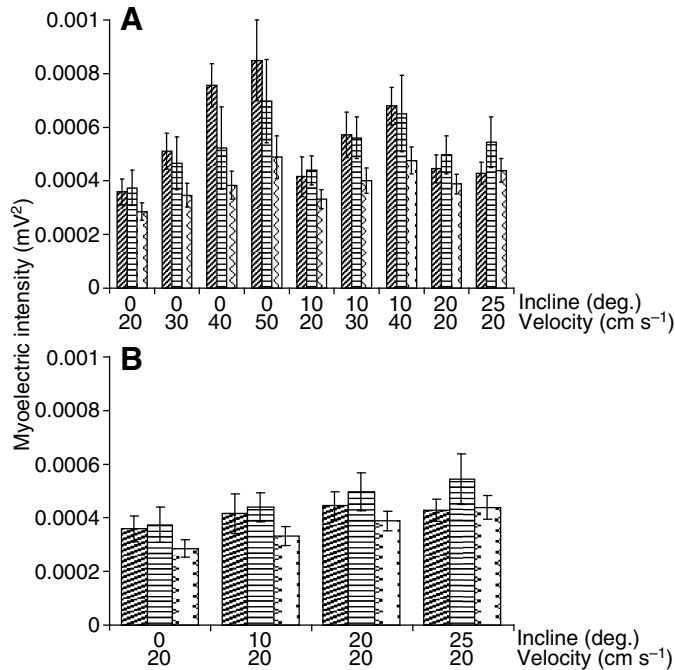 A
0.001
0.0008
0.0006
0.0004
0.0002
0
0 0 0 0 10 10 10 20 25 Incline (deg.)
20 30 40 50 20 30 40 20 20 Velocity (cm s⁻¹)
Myoelectric intensity (mV²)
B
0.001
0.0008
0.0006
0.0004
0.0002
0
0 10 20 25 Incline (deg.)
20 20 20 20 Velocity (cm s⁻¹)